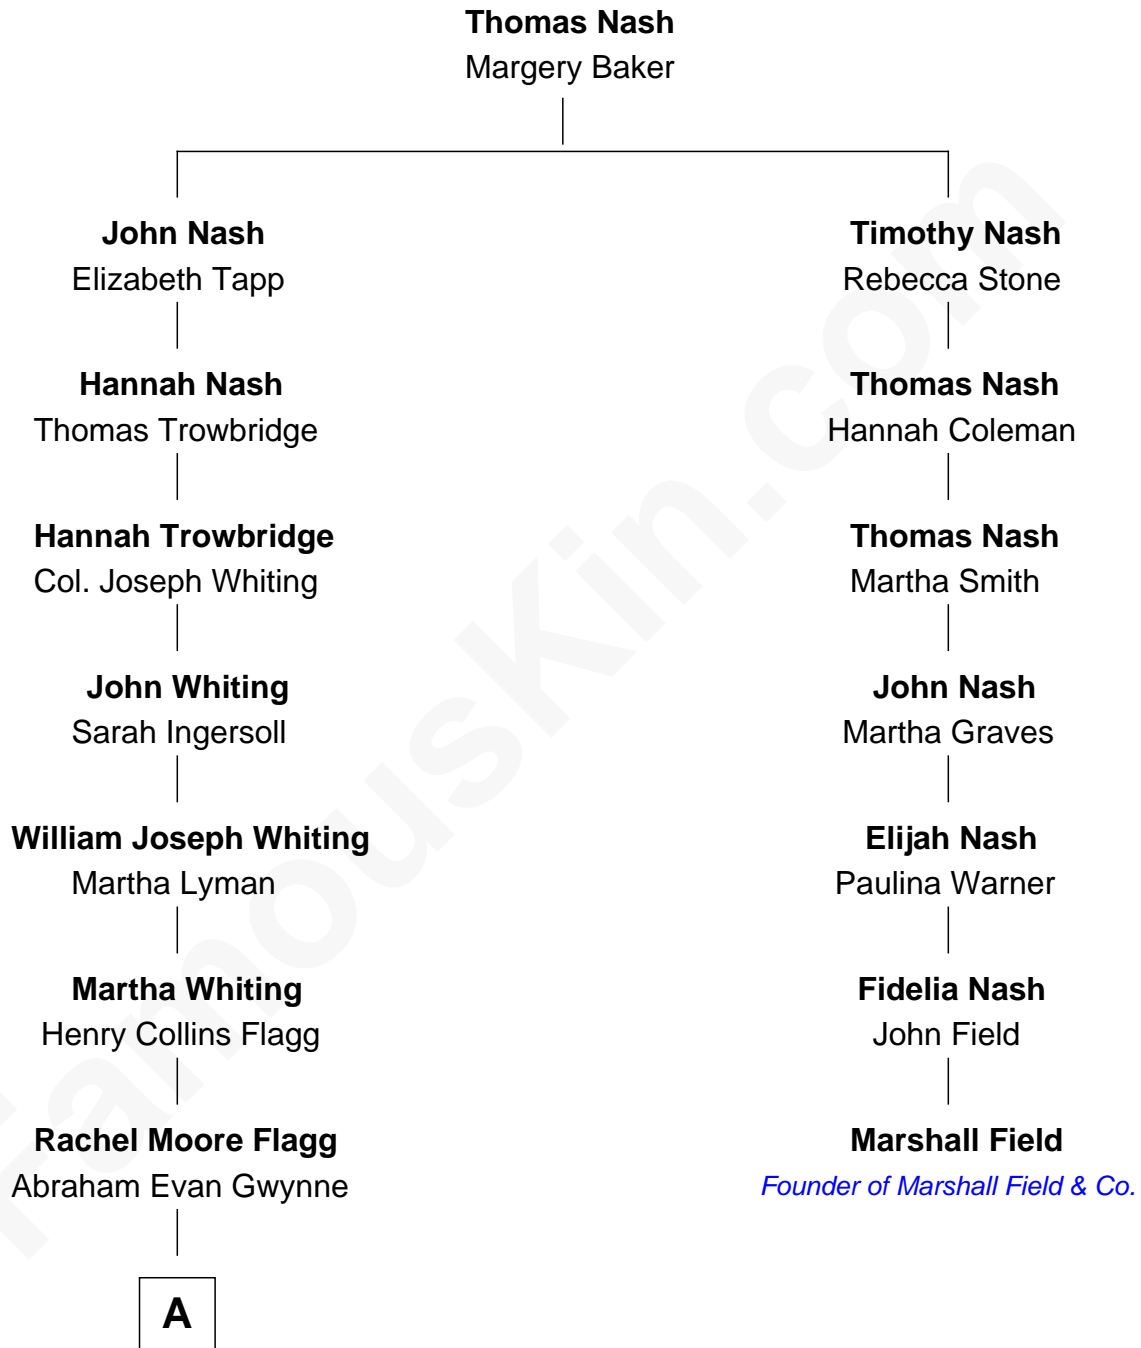 Thomas Nash
Margery Baker
John Nash
Elizabeth Tapp
Timothy Nash
Rebecca Stone
Hannah Nash
Thomas Trowbridge
Thomas Nash
Hannah Coleman
Hannah Trowbridge
Col. Joseph Whiting
Thomas Nash
Martha Smith
John Whiting
Sarah Ingersoll
John Nash
Martha Graves
William Joseph Whiting
Martha Lyman
Elijah Nash
Paulina Warner
Martha Whiting
Henry Collins Flagg
Fidelia Nash
John Field
Rachel Moore Flagg
Abraham Evan Gwynne
Marshall Field
Founder of Marshall Field & Co.
A
FamousKin.com